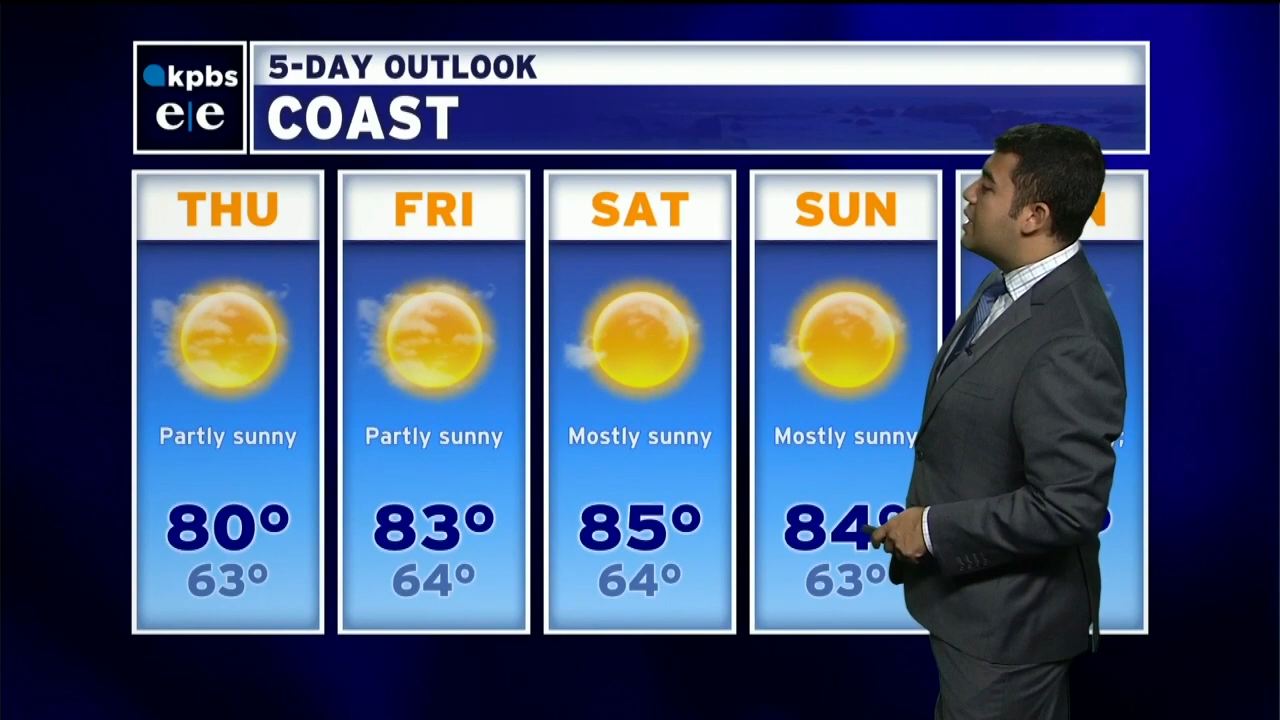 kpbs
e|e
5-DAY OUTLOOK
COAST
THU
FRI
SAT
SUN
Partly sunny
Partly sunny
Mostly sunny
Mostly sunny
80°
83°
85°
84°
63°
64°
64°
63°